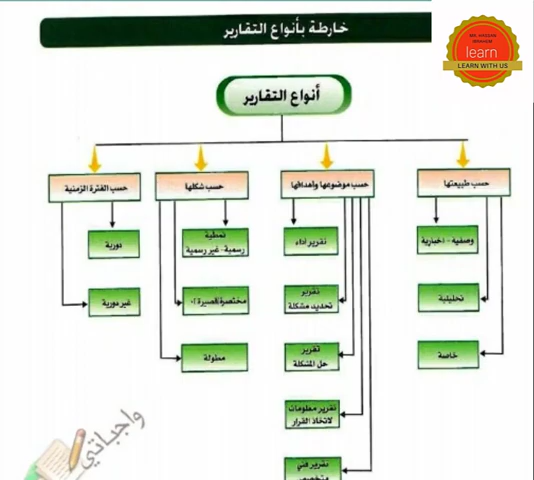 خارطة بأنواع التقارير
learn
LEARN WITH US
أنواع التقارير
حسب طبيعتها
حسب موضوعها وأهدافها
حسب شكلها
حسب الفترة الزمنية
وصفية - اخبارية
تقرير أداء
نمطية
رسمية - غير رسمية
دورية
تحليلية
تقرير
تحديد مشكلة
مختصرة (قصيرة)
غير دورية
خاصة
تقرير
حل المشكلة
مطولة
تقرير معلومات
لاتخاذ القرار
تقرير فني
متخصص
واجباتي